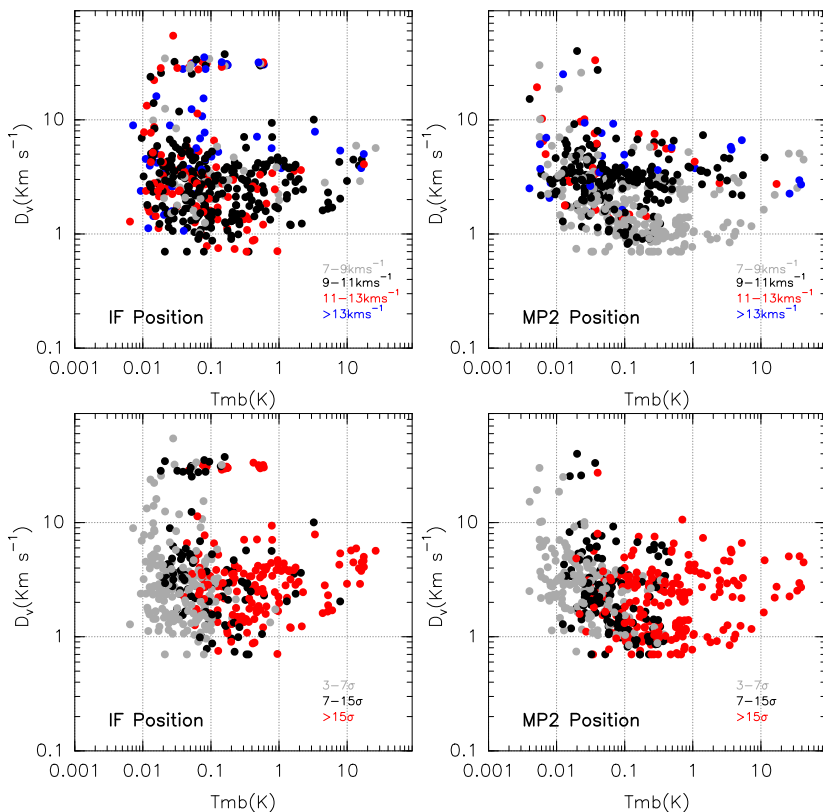 10
1
0.1
Dᵥ(Km s⁻¹)
7−9kms⁻¹
9−11kms⁻¹
11−13kms⁻¹
>13kms⁻¹
IF Position
0.001 0.01 0.1 1 10
Tmb(K)
10
1
0.1
Dᵥ(Km s⁻¹)
7−9kms⁻¹
9−11kms⁻¹
11−13kms⁻¹
>13kms⁻¹
MP2 Position
0.001 0.01 0.1 1 10
Tmb(K)
10
1
0.1
Dᵥ(Km s⁻¹)
3−7σ
7−15σ
>15σ
IF Position
0.001 0.01 0.1 1 10
Tmb(K)
10
1
0.1
Dᵥ(Km s⁻¹)
3−7σ
7−15σ
>15σ
MP2 Position
0.001 0.01 0.1 1 10
Tmb(K)